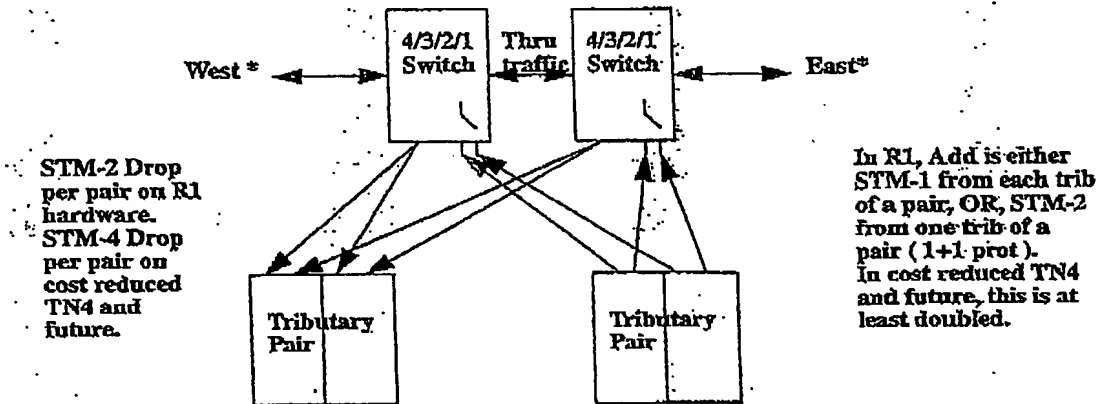 4/3/2/1
Switch
Thru
traffic
4/3/2/1
Switch
West *
East*
STM-2 Drop
per pair on R1
hardware.
STM-4 Drop
per pair on
cost reduced
TN4 and
future.
In R1, Add is either
STM-1 from each trib
of a pair, OR, STM-2
from one trib of a
pair ( 1+1 prot ).
In cost reduced TN4
and future, this is at
least doubled.
Tributary
Pair
Tributary
Pair